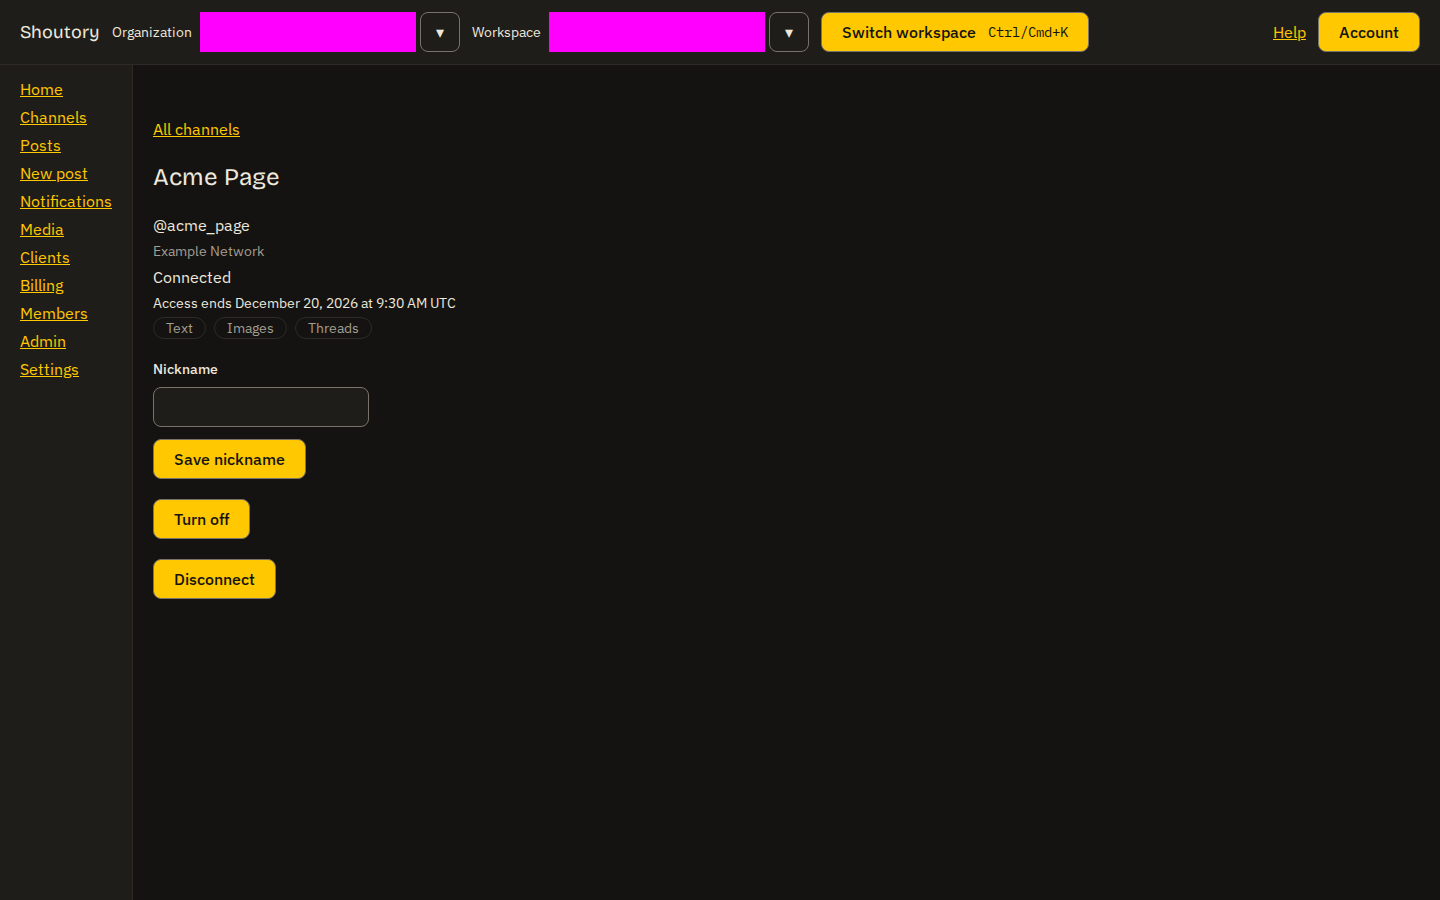 Shoutory Organization ▼ Workspace ▼ Switch workspace Ctrl/Cmd+K Help Account
Home
Channels
Posts
New post
Notifications
Media
Clients
Billing
Members
Admin
Settings
All channels
Acme Page
@acme_page
Example Network
Connected
Access ends December 20, 2026 at 9:30 AM UTC
Text Images Threads
Nickname
Save nickname
Turn off
Disconnect